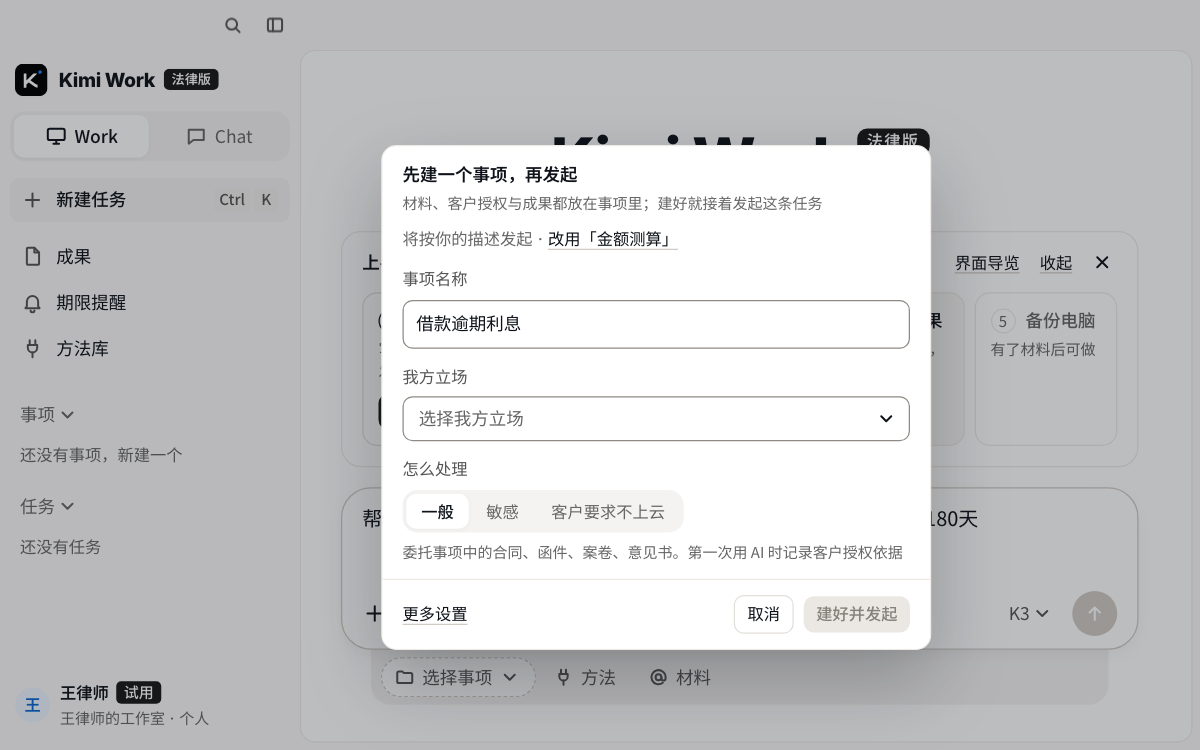 Kimi Work 法律版
Work Chat
新建任务 Ctrl K
成果
期限提醒
方法库
事项
还没有事项，新建一个
任务
还没有任务
王 王律师 试用
王律师的工作室 · 个人
法律版
界面导览 收起
5 备份电脑
有了材料后可做
果
帮
180天
K3
选择事项 方法 材料
先建一个事项，再发起
材料、客户授权与成果都放在事项里；建好就接着发起这条任务
将按你的描述发起 · 改用「金额测算」
事项名称
借款逾期利息
我方立场
选择我方立场
怎么处理
一般 敏感 客户要求不上云
委托事项中的合同、函件、案卷、意见书。第一次用 AI 时记录客户授权依据
更多设置 取消 建好并发起